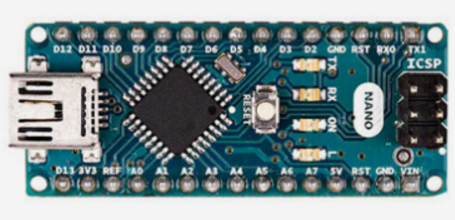 D12 D11 D10 D9 D8 D7 D6 D5 D4 D3 D2 GND RST RX0 TX1
ICSP
TX
RX
ON
L
RESET
NANO
D13 3V3 REF A0 A1 A2 A3 A4 A5 A6 A7 5V RST GND VIN